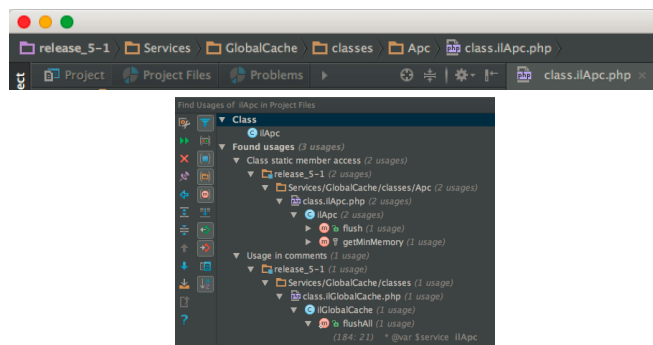 release_5-1 Services GlobalCache classes Apc class.ilApc.php
Project Project Files Problems class.ilApc.php
Find Usages of ilApc in Project Files
Class
ilApc
Found usages (3 usages)
Class static member access (2 usages)
release_5-1 (2 usages)
Services/GlobalCache/classes/Apc (2 usages)
class.ilApc.php (2 usages)
ilApc (2 usages)
flush (1 usage)
getMinMemory (1 usage)
Usage in comments (1 usage)
release_5-1 (1 usage)
Services/GlobalCache/classes (1 usage)
class.ilGlobalCache.php (1 usage)
ilGlobalCache (1 usage)
flushAll (1 usage)
(184: 21) * @var $service ilApc